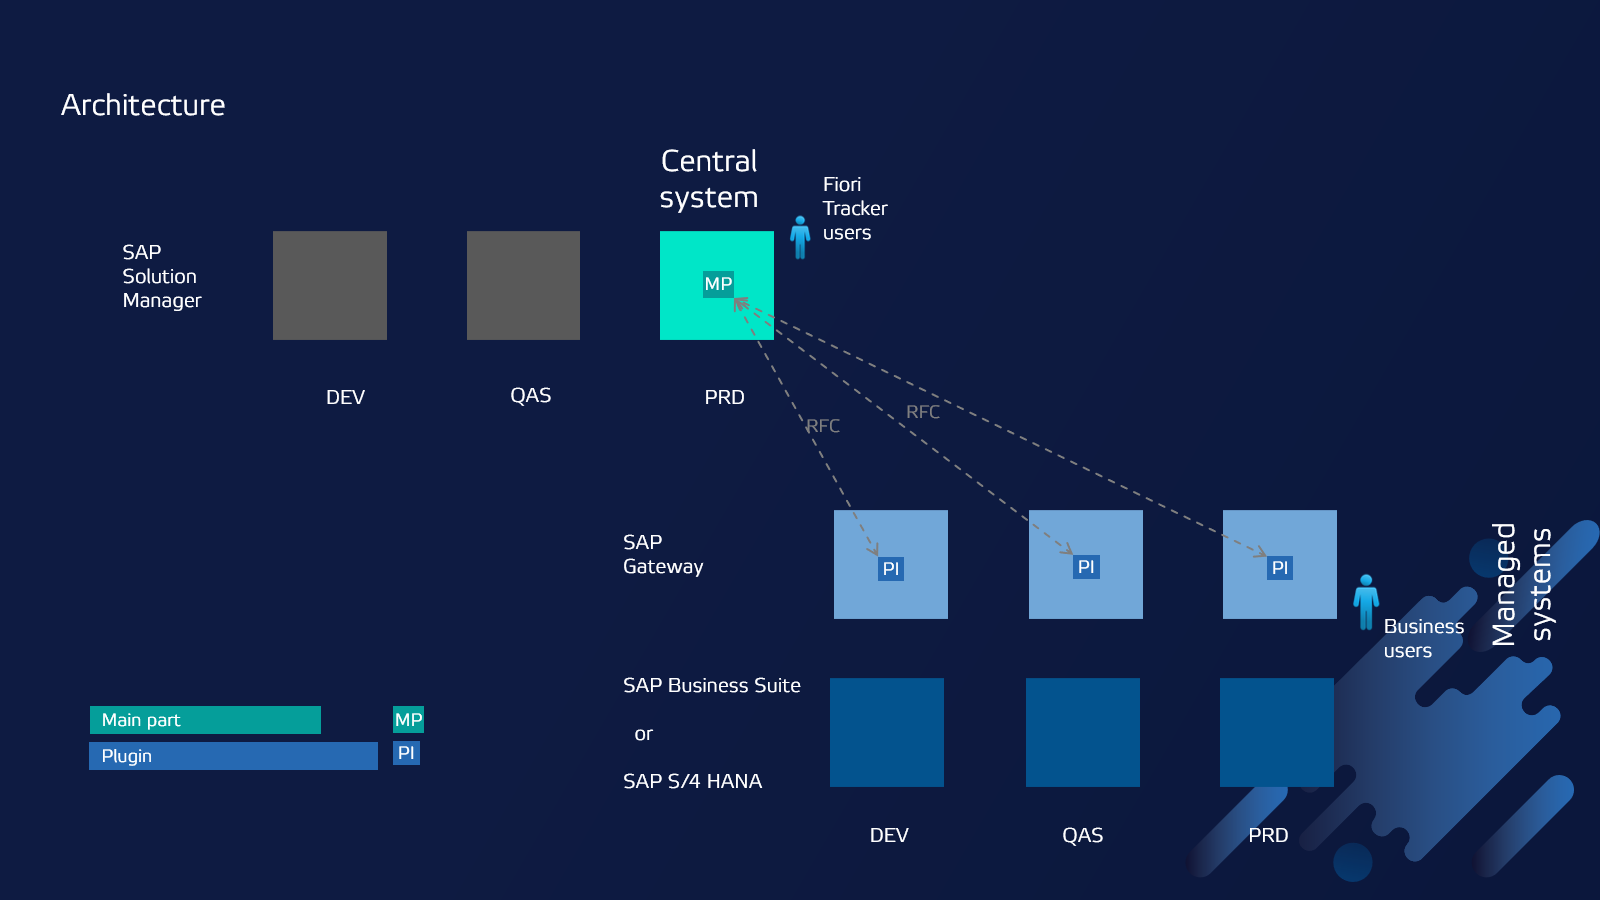 Architecture
Central
system
Fiori
Tracker
users
SAP
Solution
Manager
MP
DEV
QAS
PRD
RFC
RFC
SAP
Gateway
PI
PI
PI
Managed
systems
Business
users
SAP Business Suite
or
SAP S/4 HANA
Main part
MP
Plugin
PI
DEV
QAS
PRD